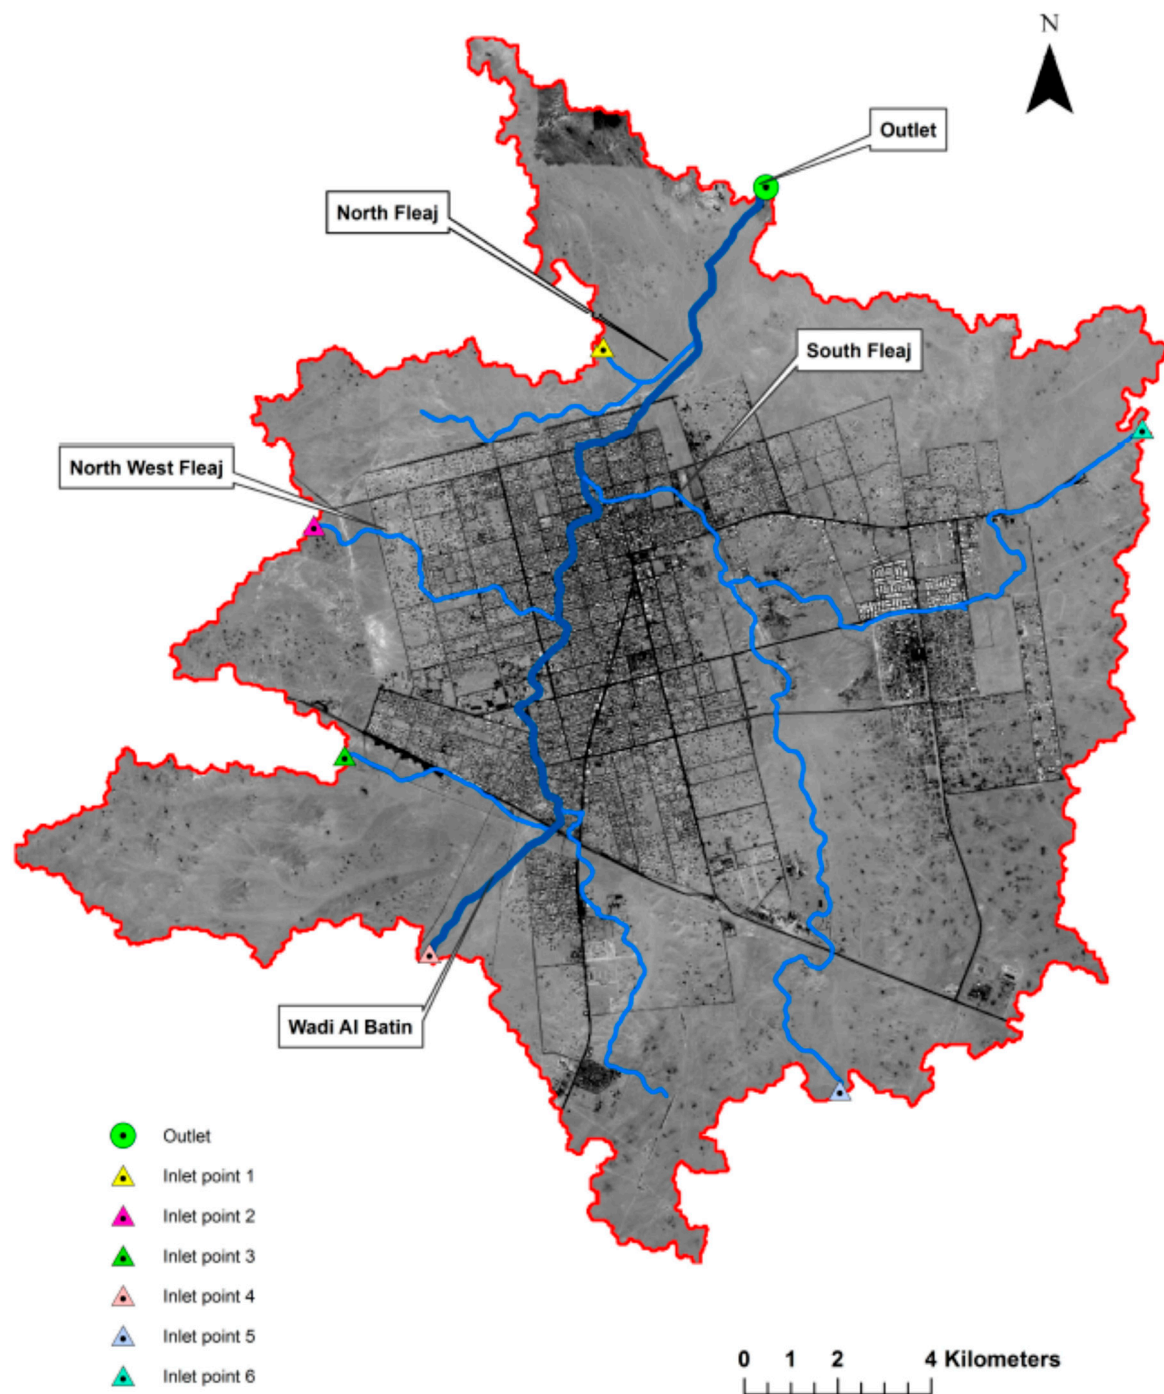 N
Outlet
North Fleaj
South Fleaj
North West Fleaj
Wadi Al Batin
Outlet
Inlet point 1
Inlet point 2
Inlet point 3
Inlet point 4
Inlet point 5
Inlet point 6
0 1 2 4 Kilometers